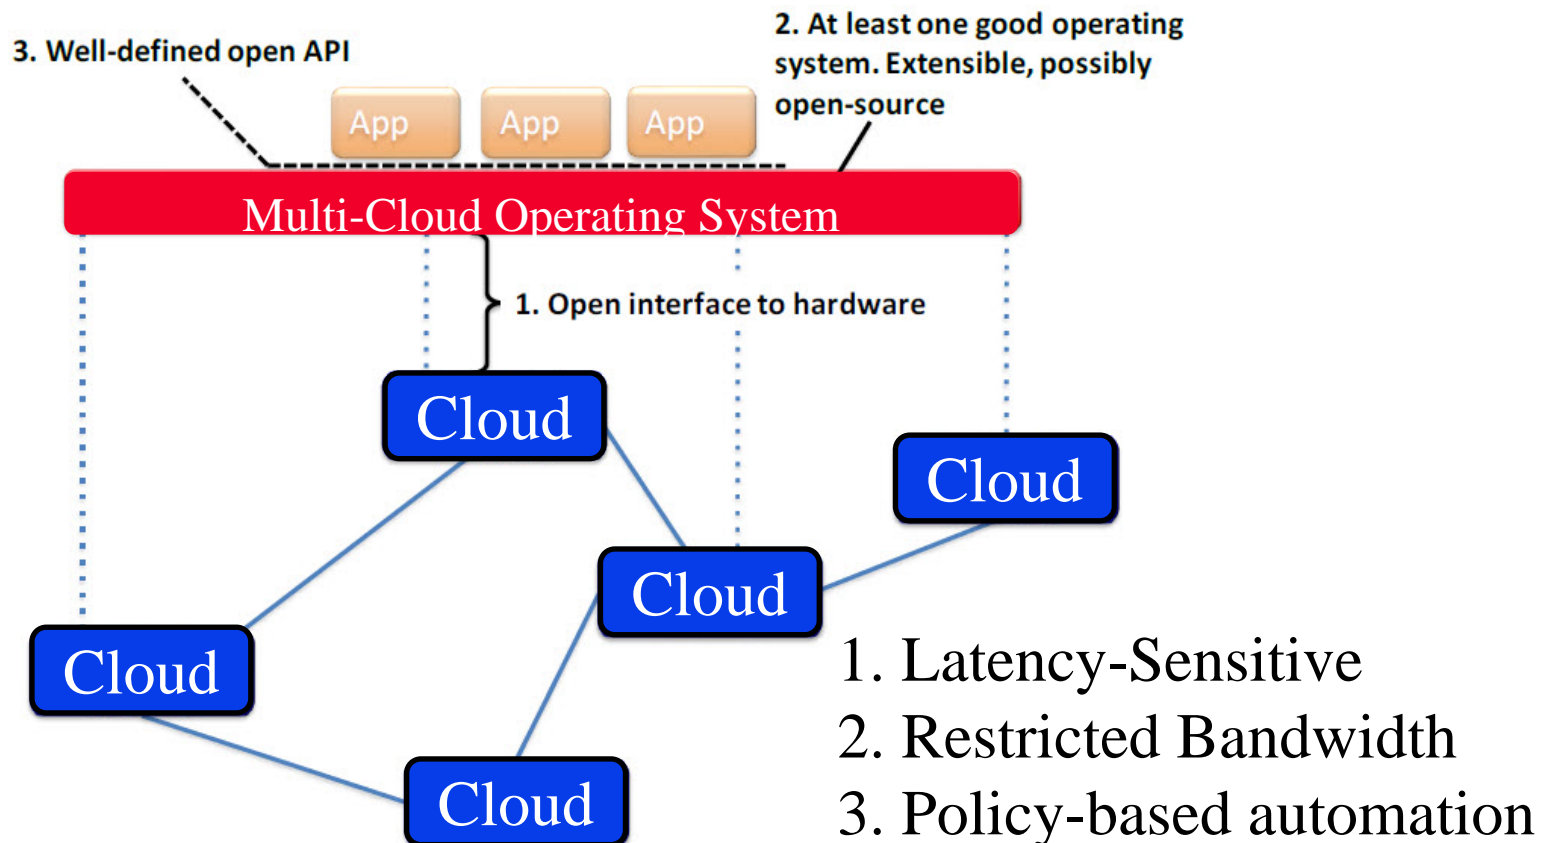 3. Well-defined open API
2. At least one good operating
system. Extensible, possibly
open-source
App
App
App
Multi-Cloud Operating System
1. Open interface to hardware
Cloud
Cloud
Cloud
Cloud
Cloud
1. Latency-Sensitive
2. Restricted Bandwidth
3. Policy-based automation